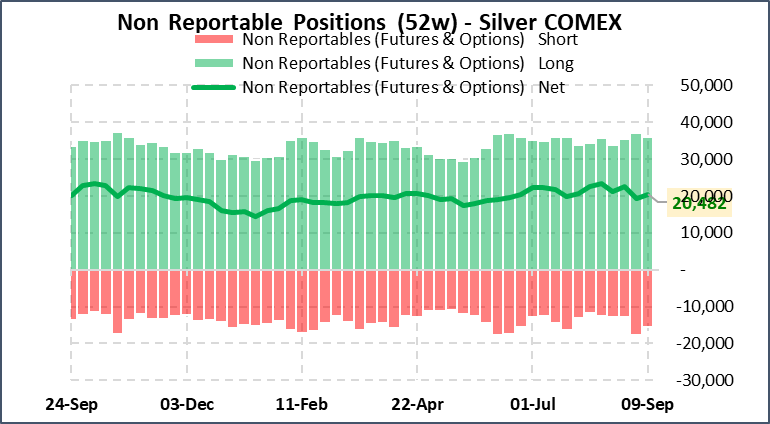 Non Reportable Positions (52w) - Silver COMEX
Non Reportables (Futures & Options) Short
Non Reportables (Futures & Options) Long
Non Reportables (Futures & Options) Net
50,000
40,000
30,000
20,000
20,482
10,000
-
-10,000
-20,000
-30,000
24-Sep 03-Dec 11-Feb 22-Apr 01-Jul 09-Sep